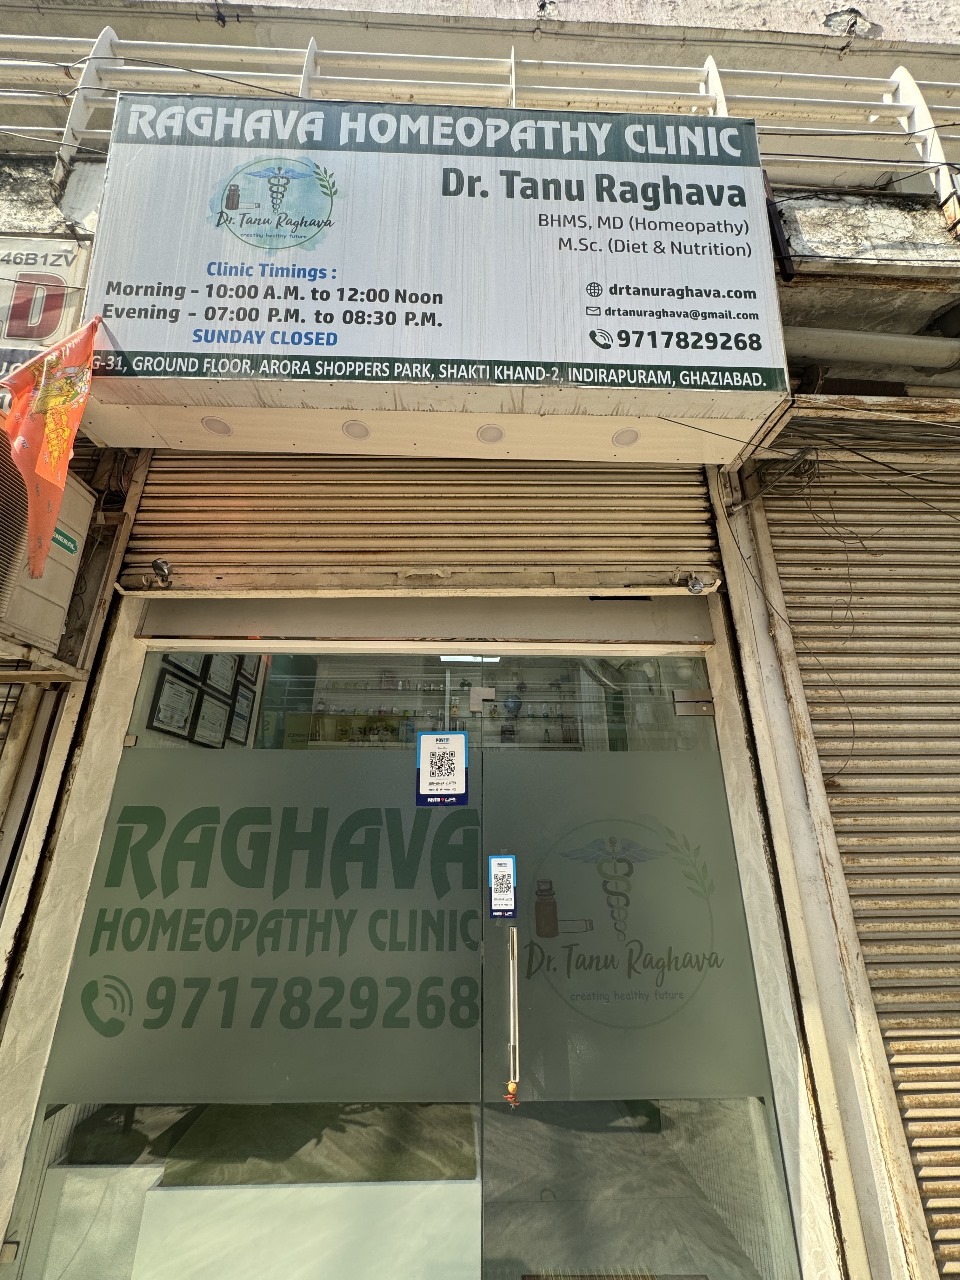 RAGHAVA HOMEOPATHY CLINIC
Dr. Tanu Raghava
creating healthy future
Dr. Tanu Raghava
BHMS, MD (Homeopathy)
M.Sc. (Diet & Nutrition)
Clinic Timings :
Morning - 10:00 A.M. to 12:00 Noon
Evening - 07:00 P.M. to 08:30 P.M.
SUNDAY CLOSED
drtanuraghava.com
drtanuraghava@gmail.com
9717829268
G-31, GROUND FLOOR, ARORA SHOPPERS PARK, SHAKTI KHAND-2, INDIRAPURAM, GHAZIABAD.
46B1ZV
D
RAGHAVA
HOMEOPATHY CLINIC
9717829268
Dr. Tanu Raghava
creating healthy future